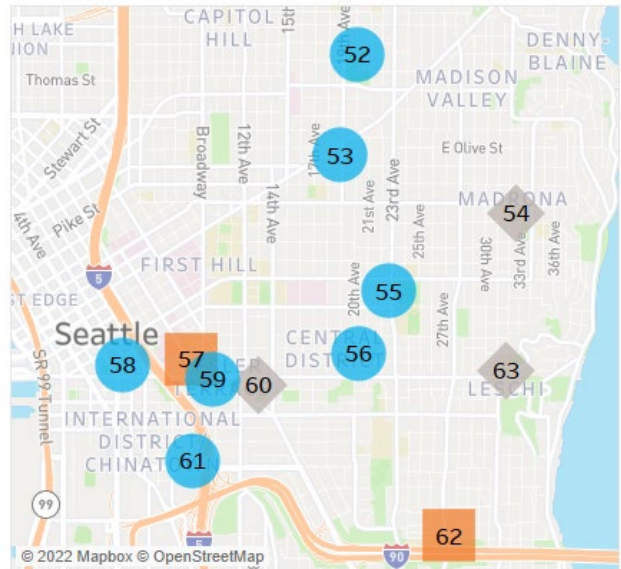 CAPITOL
HILL
15th
19th Ave
52
DENNY-
BLAINE
H LAKE
NION
Thomas St
MADISON
VALLEY
Stewart St
Broadway
12th Ave
17th Ave
53
E Olive St
14th Ave
21st Ave
23rd Ave
Pike St
4th Ave
54
25th Ave
30th Ave
33rd Ave
36th Ave
FIRST HILL
5
ST EDGE
20th Ave
55
27th Ave
Seattle
57
CENTRAL
DISTRICT
56
58
59
60
63
LESCHI
SR 99 Tunnel
INTERNATIONAL
DISTRICT/
61
99
62
5
90
© 2022 Mapbox © OpenStreetMap